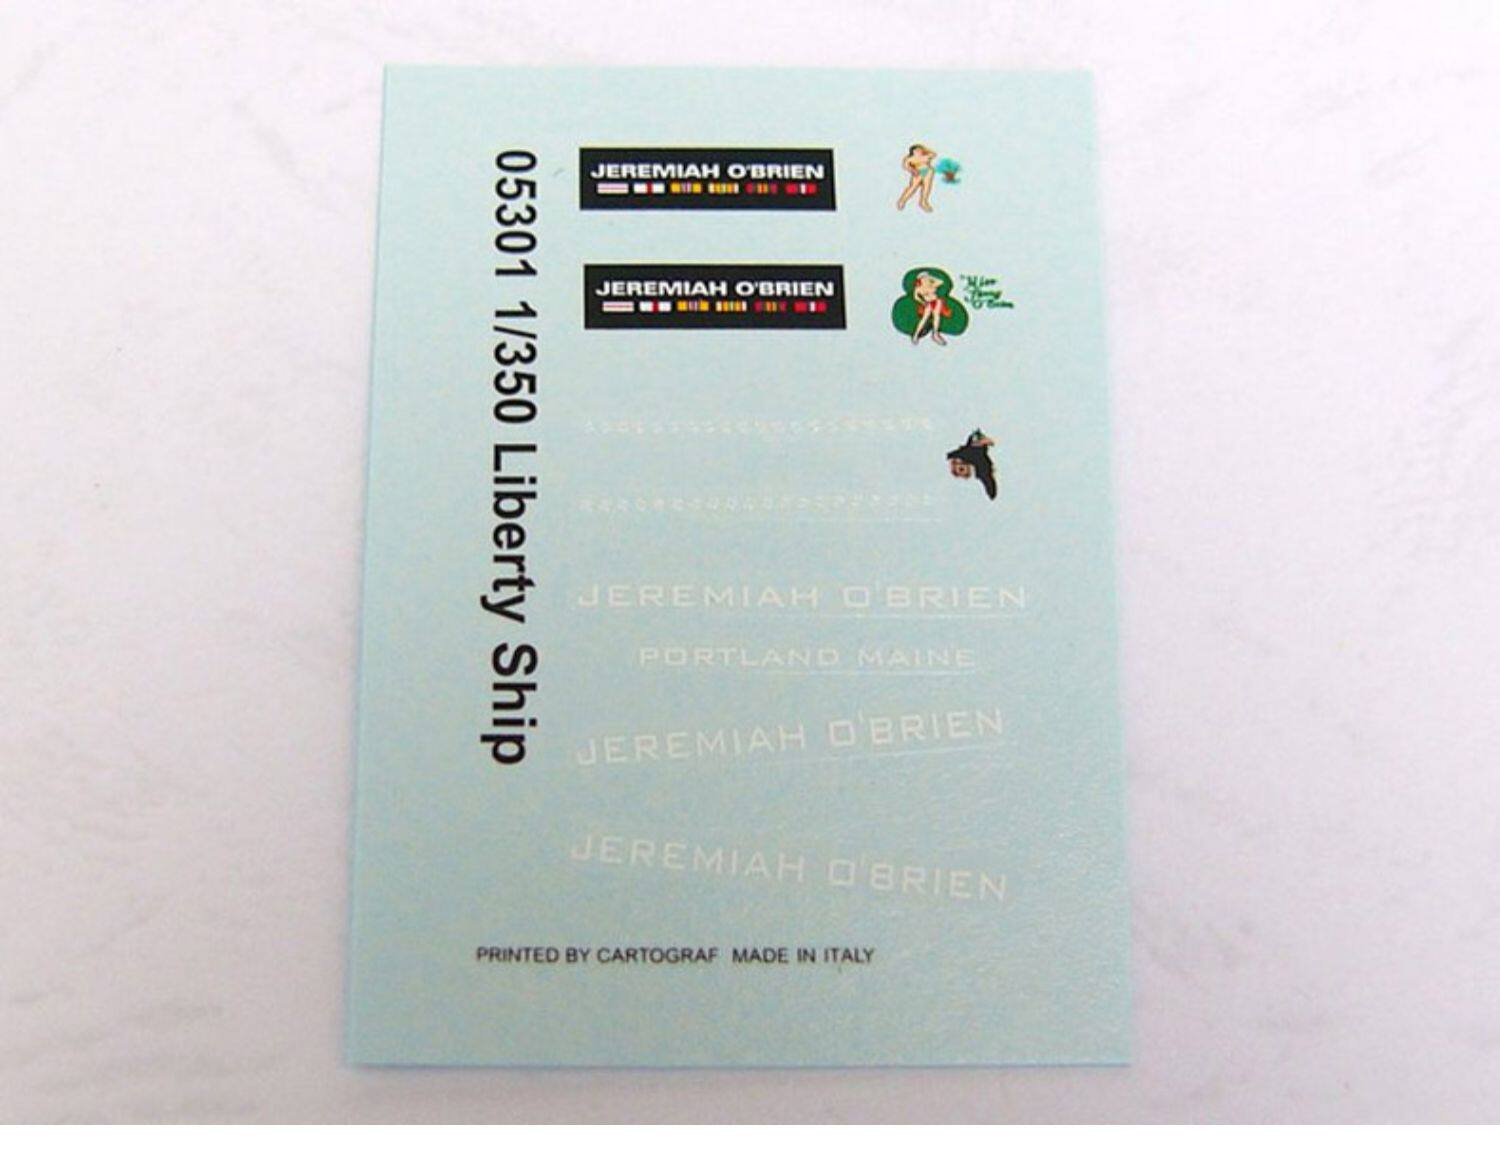 05301 1/350 Liberty Ship
JEREMIAH O'BRIEN
JEREMIAH O'BRIEN
"Miss
JEREMIAH O'BRIEN
PORTLAND MAINE
JEREMIAH O'BRIEN
JEREMIAH O'BRIEN
PRINTED BY CARTOGRAF MADE IN ITALY